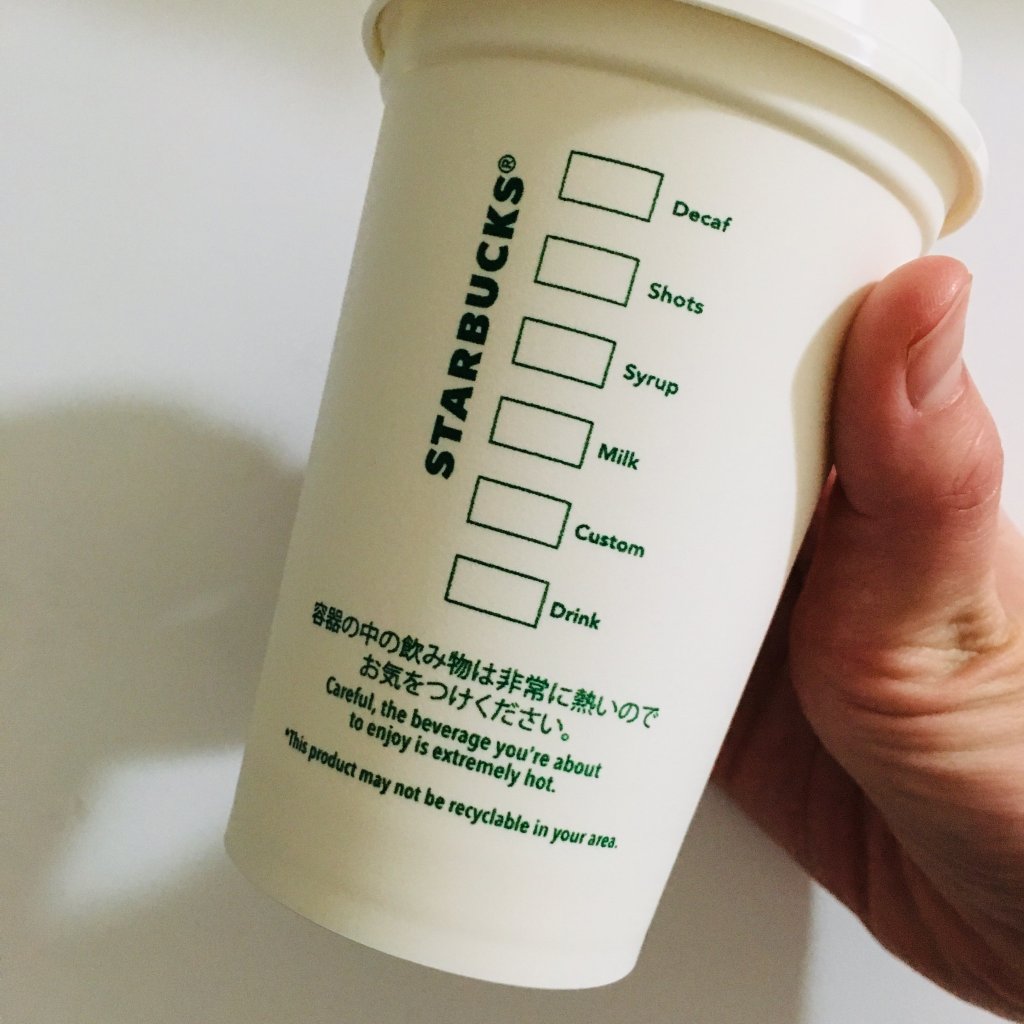 STARBUCKS®
Decaf
Shots
Syrup
Milk
Custom
Drink
容器の中の飲み物は非常に熱いので
お気をつけください。
Careful, the beverage you're about
to enjoy is extremely hot.
*This product may not be recyclable in your area.